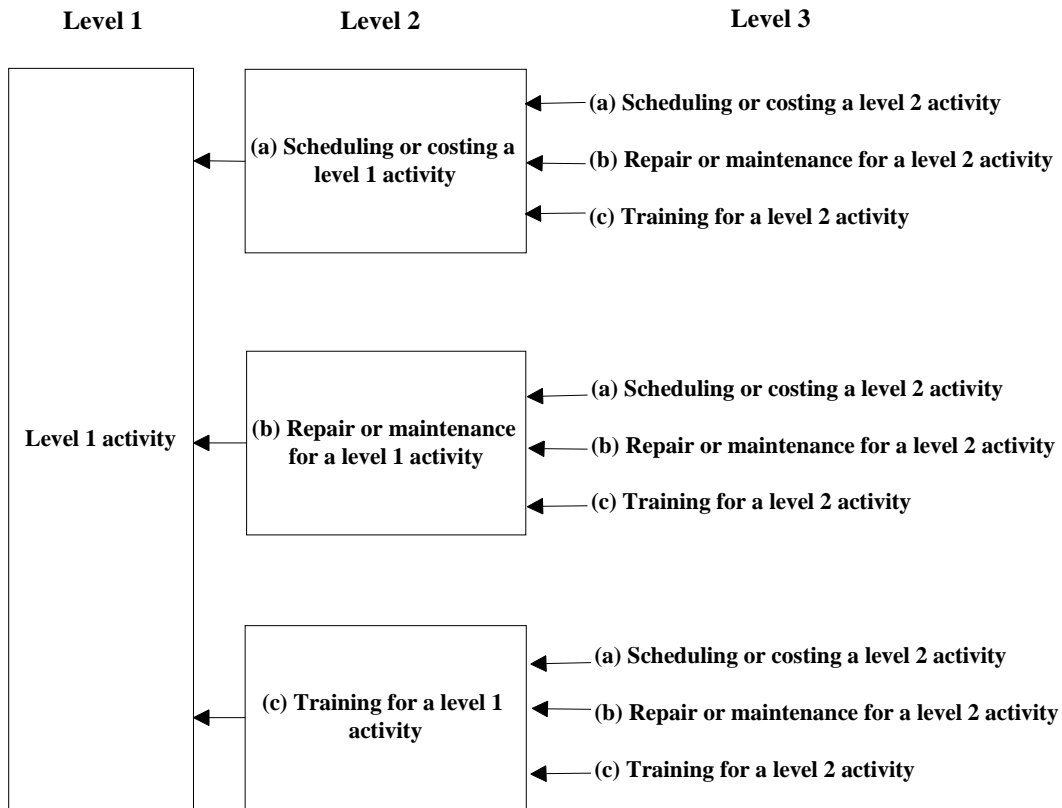 Level 1
Level 2
Level 3
Level 1 activity
(a) Scheduling or costing a
level 1 activity
(a) Scheduling or costing a level 2 activity
(b) Repair or maintenance for a level 2 activity
(c) Training for a level 2 activity
(b) Repair or maintenance
for a level 1 activity
(a) Scheduling or costing a level 2 activity
(b) Repair or maintenance for a level 2 activity
(c) Training for a level 2 activity
(c) Training for a level 1
activity
(a) Scheduling or costing a level 2 activity
(b) Repair or maintenance for a level 2 activity
(c) Training for a level 2 activity